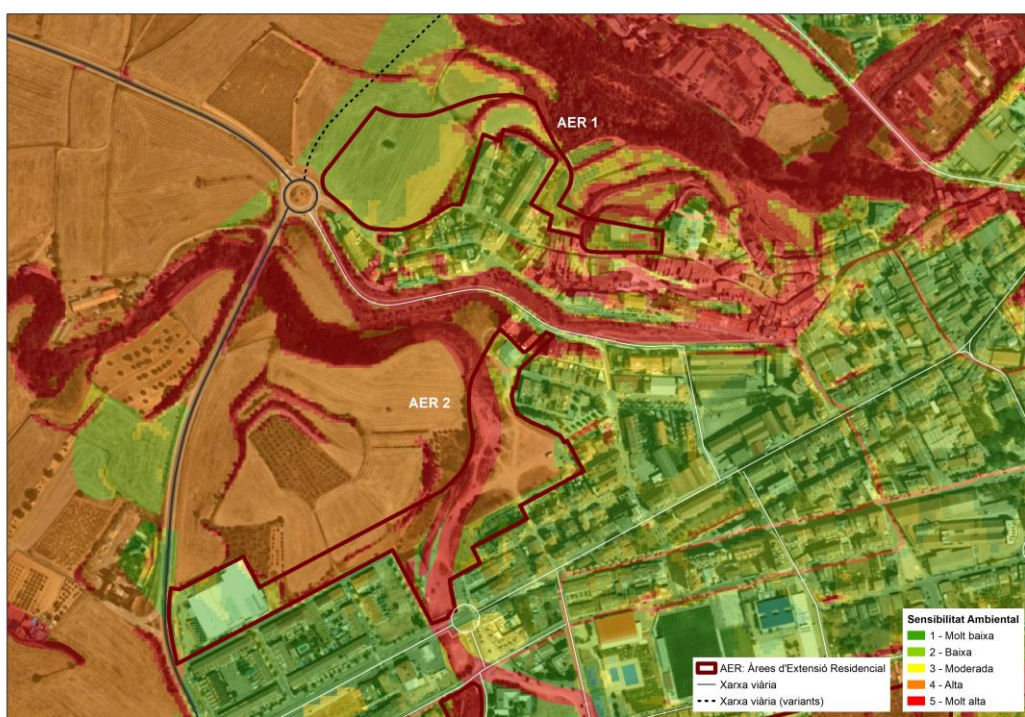 AER 1
AER 2
AER: Àrees d'Extensió Residencial
Xarxa viària
Xarxa viària (variants)
Sensibilitat Ambiental
1 - Molt baixa
2 - Baixa
3 - Moderada
4 - Alta
5 - Molt alta